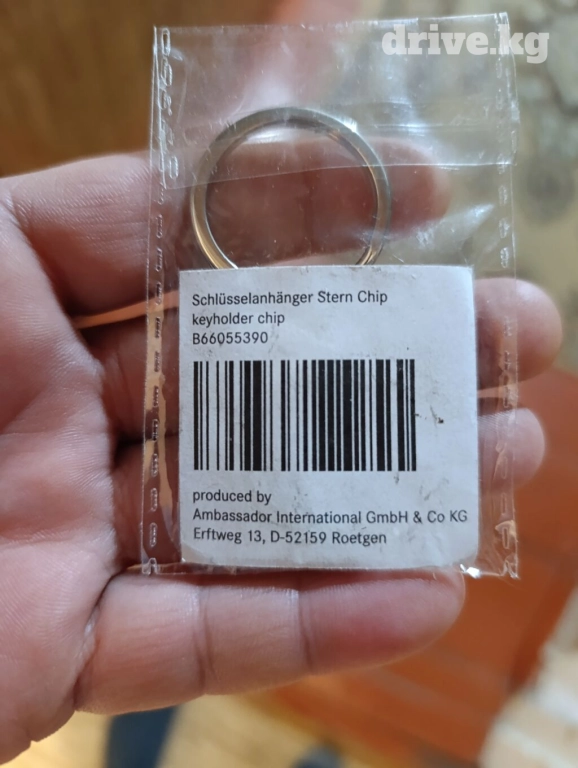 drive.kg
Schlüsselanhänger Stern Chip
keyholder chip
B66055390
produced by
Ambassador International GmbH & Co KG
Erftweg 13, D-52159 Roetgen